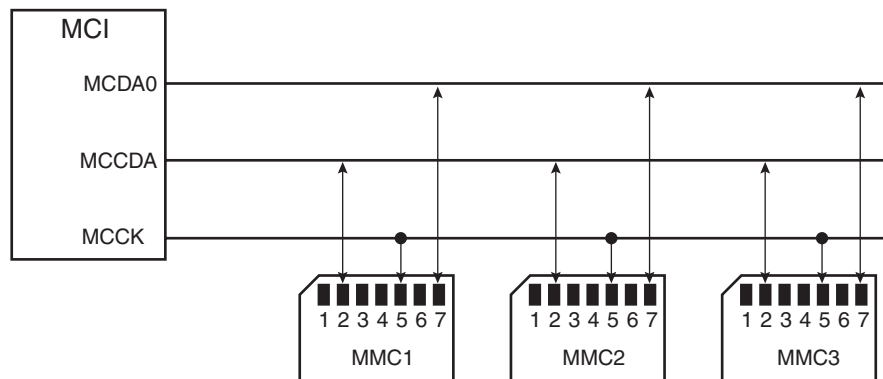 MCI
MCDA0
MCCDA
MCCK
1 2 3 4 5 6 7 1 2 3 4 5 6 7 1 2 3 4 5 6 7
MMC1 MMC2 MMC3